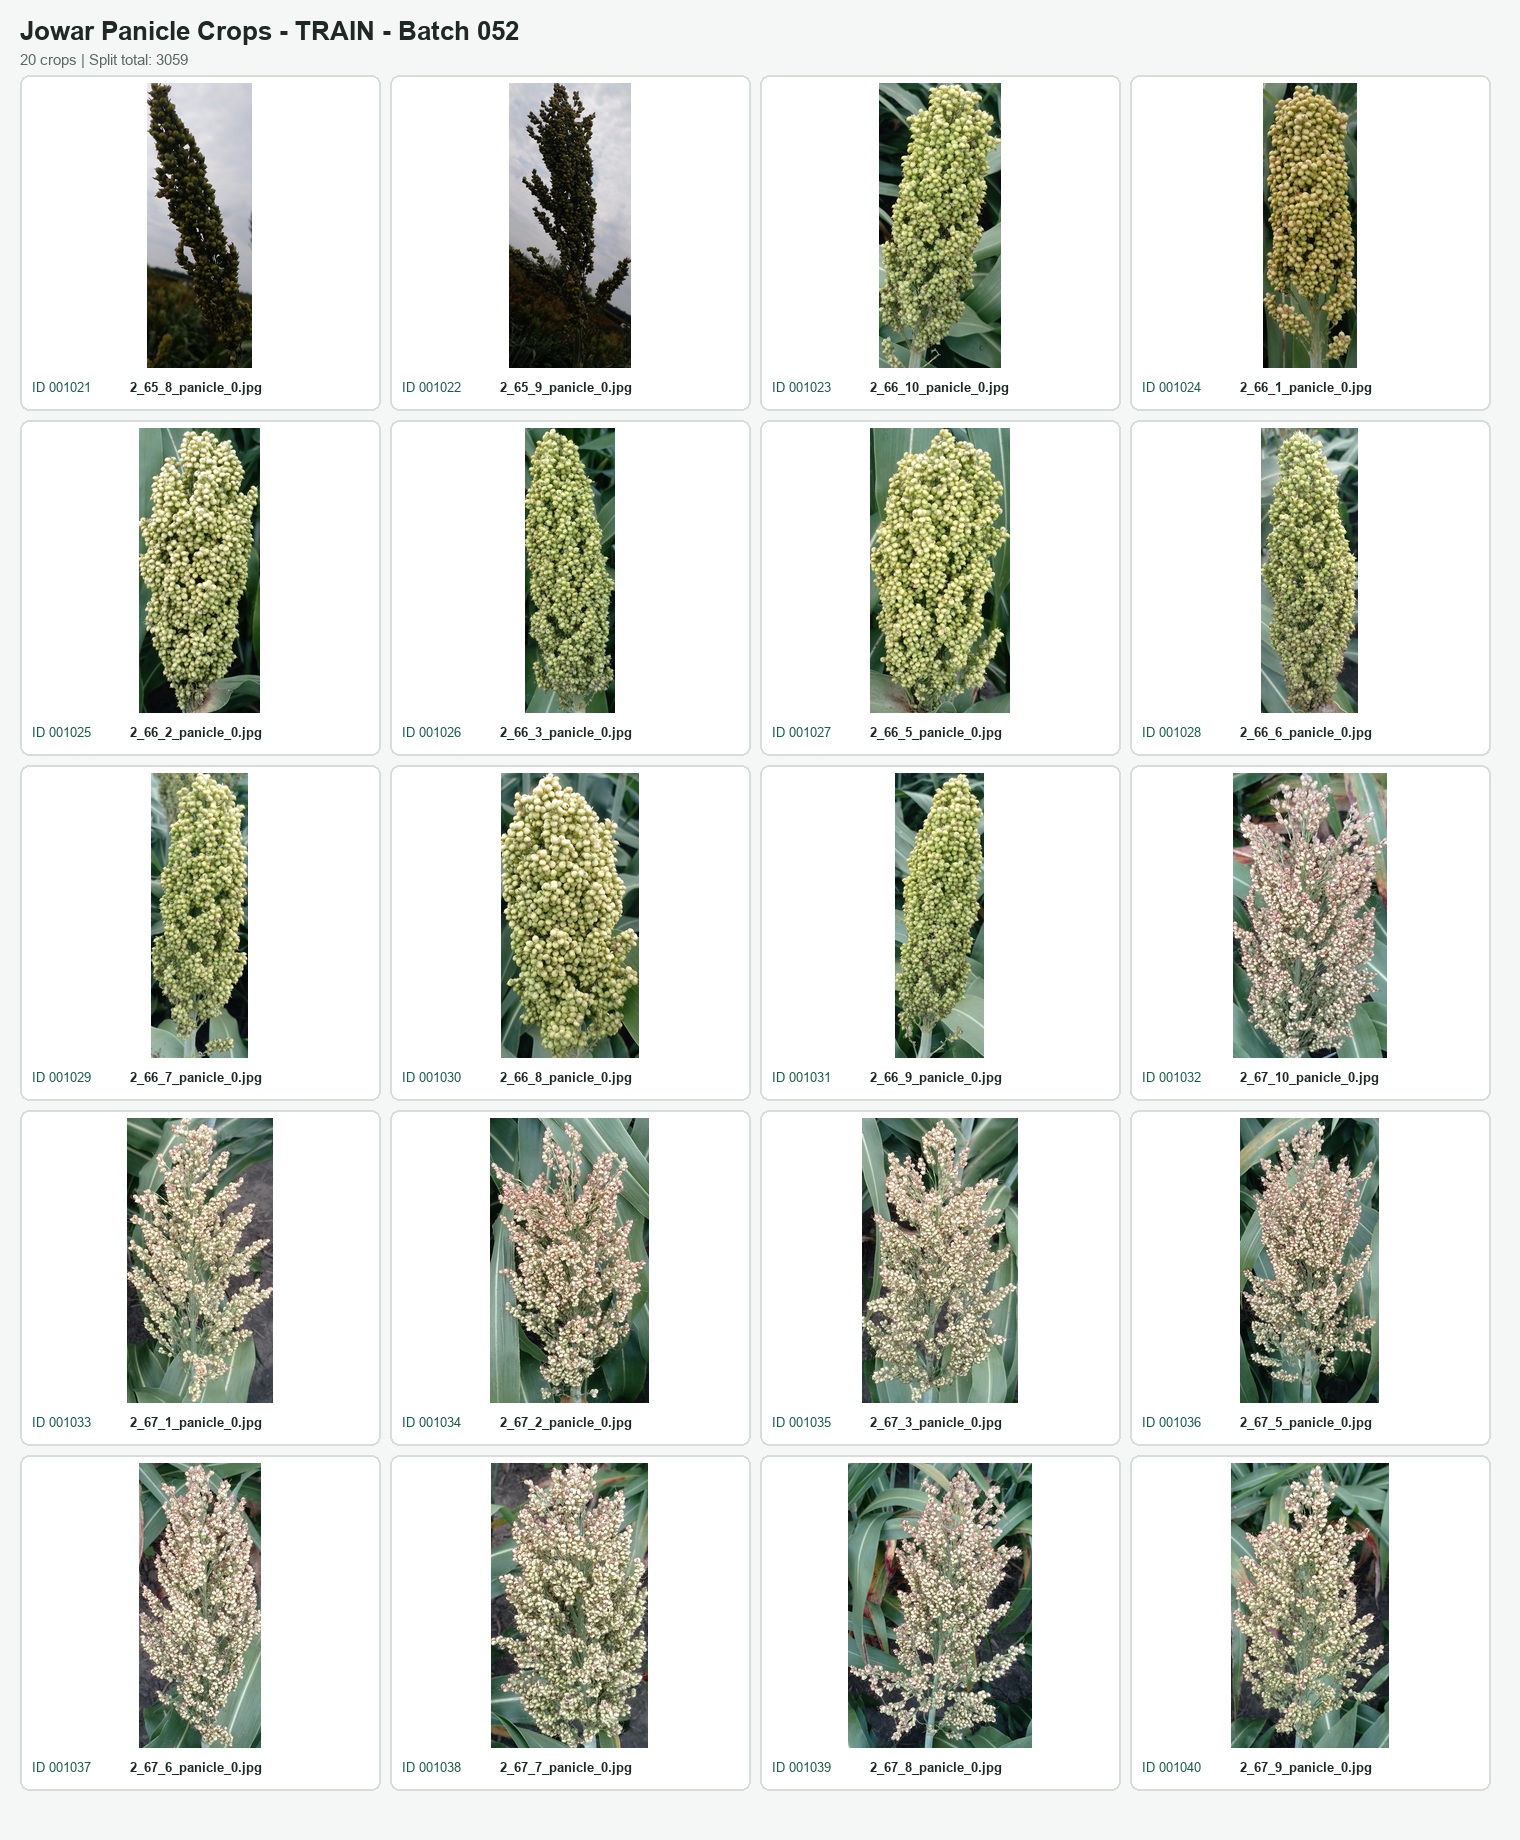 Jowar Panicle Crops - TRAIN - Batch 052
20 crops | Split total: 3059
ID 001021 2_65_8_panicle_0.jpg
ID 001022 2_65_9_panicle_0.jpg
ID 001023 2_66_10_panicle_0.jpg
ID 001024 2_66_1_panicle_0.jpg
ID 001025 2_66_2_panicle_0.jpg
ID 001026 2_66_3_panicle_0.jpg
ID 001027 2_66_5_panicle_0.jpg
ID 001028 2_66_6_panicle_0.jpg
ID 001029 2_66_7_panicle_0.jpg
ID 001030 2_66_8_panicle_0.jpg
ID 001031 2_66_9_panicle_0.jpg
ID 001032 2_67_10_panicle_0.jpg
ID 001033 2_67_1_panicle_0.jpg
ID 001034 2_67_2_panicle_0.jpg
ID 001035 2_67_3_panicle_0.jpg
ID 001036 2_67_5_panicle_0.jpg
ID 001037 2_67_6_panicle_0.jpg
ID 001038 2_67_7_panicle_0.jpg
ID 001039 2_67_8_panicle_0.jpg
ID 001040 2_67_9_panicle_0.jpg